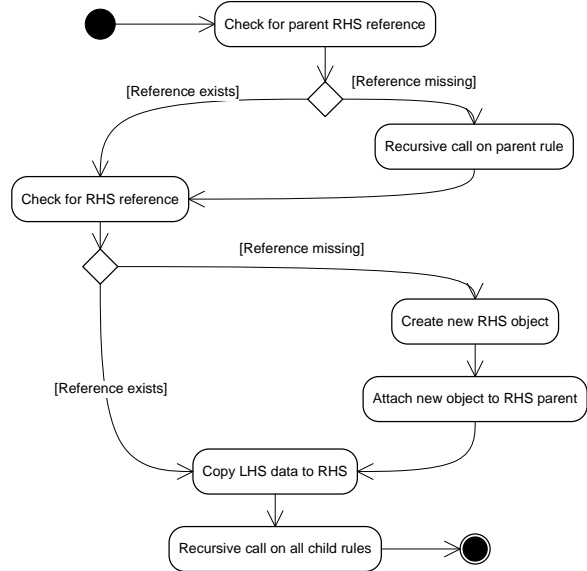 Check for parent RHS reference
[Reference exists]
[Reference missing]
Recursive call on parent rule
Check for RHS reference
[Reference missing]
Create new RHS object
[Reference exists]
Attach new object to RHS parent
Copy LHS data to RHS
Recursive call on all child rules